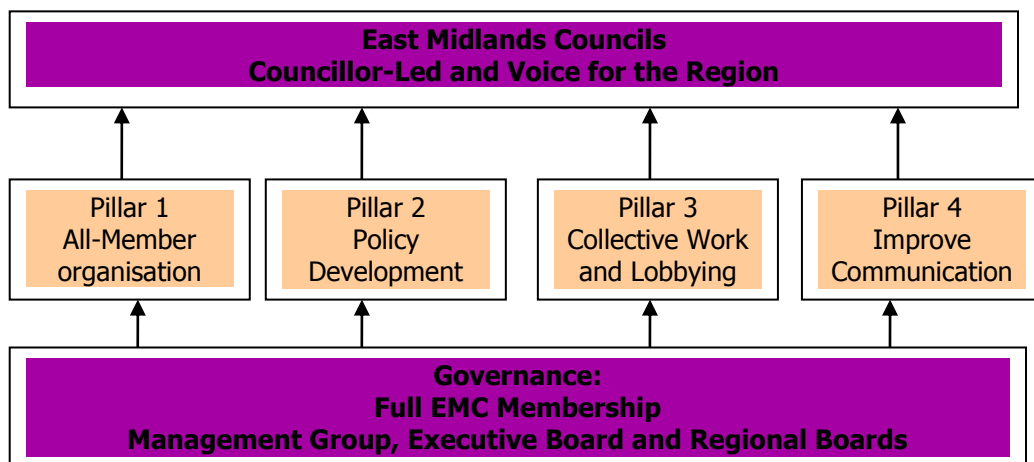 East Midlands Councils
Councillor-Led and Voice for the Region
Pillar 1
All-Member
organisation
Pillar 2
Policy
Development
Pillar 3
Collective Work
and Lobbying
Pillar 4
Improve
Communication
Governance:
Full EMC Membership
Management Group, Executive Board and Regional Boards